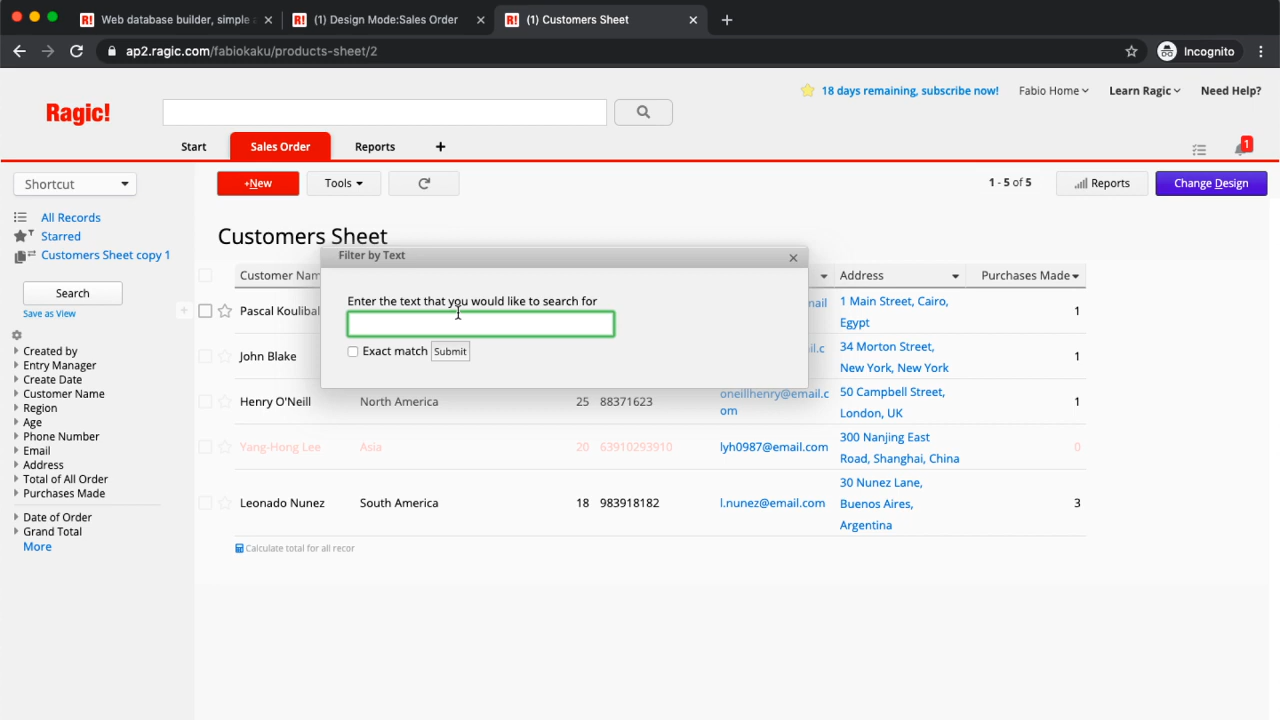 Web database builder, simple a
(1) Design Mode:Sales Order
(1) Customers Sheet
ap2.ragic.com/fabiokaku/products-sheet/2
Incognito
18 days remaining, subscribe now!
Fabio Home
Learn Ragic
Need Help?
Ragic!
Start
Sales Order
Reports
1
Shortcut
+New
Tools
1 - 5 of 5
Reports
Change Design
All Records
Starred
Customers Sheet copy 1
Search
Save as View
Created by
Entry Manager
Create Date
Customer Name
Region
Age
Phone Number
Email
Address
Total of All Order
Purchases Made
Date of Order
Grand Total
More
Customers Sheet
Filter by Text
Enter the text that you would like to search for
Exact match
Submit
Customer Nam
Address
Purchases Made
Pascal Koulibal
mail
1 Main Street, Cairo,
Egypt
1
John Blake
il.c
34 Morton Street,
New York, New York
1
Henry O'Neill
North America
25
88371623
oneillhenry@email.c
om
50 Campbell Street,
London, UK
1
Yang-Hong Lee
Asia
20
63910293910
lyh0987@email.com
300 Nanjing East
Road, Shanghai, China
0
Leonado Nunez
South America
18
983918182
l.nunez@email.com
30 Nunez Lane,
Buenos Aires,
Argentina
3
Calculate total for all recor